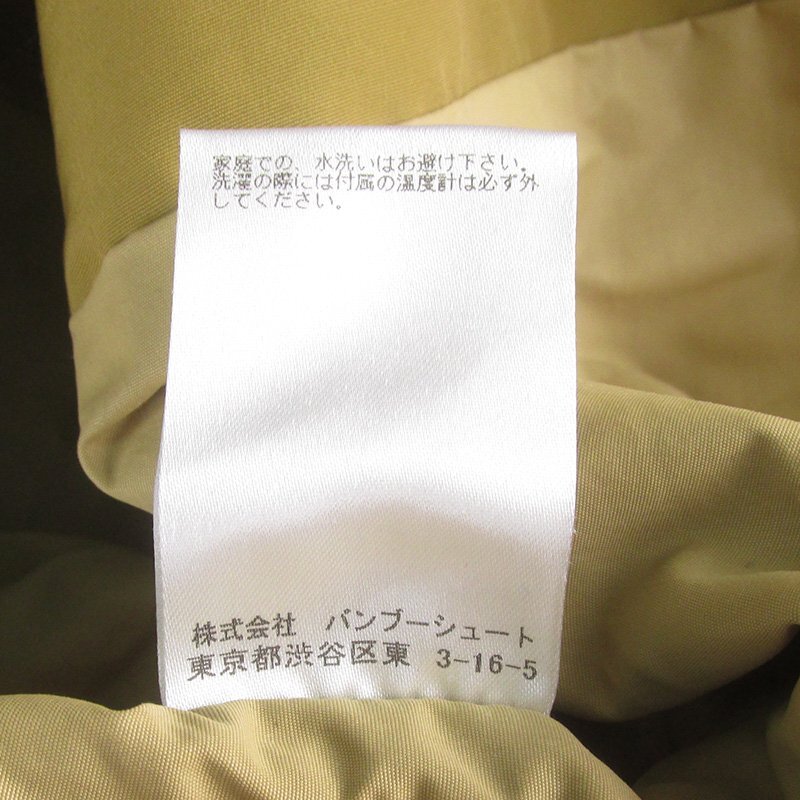 家庭での、水洗いはお避け下さい。
洗濯の際には付属の温度計は必ず外
してください。
株式会社　バンブーシュート
東京都渋谷区東　3-16-5